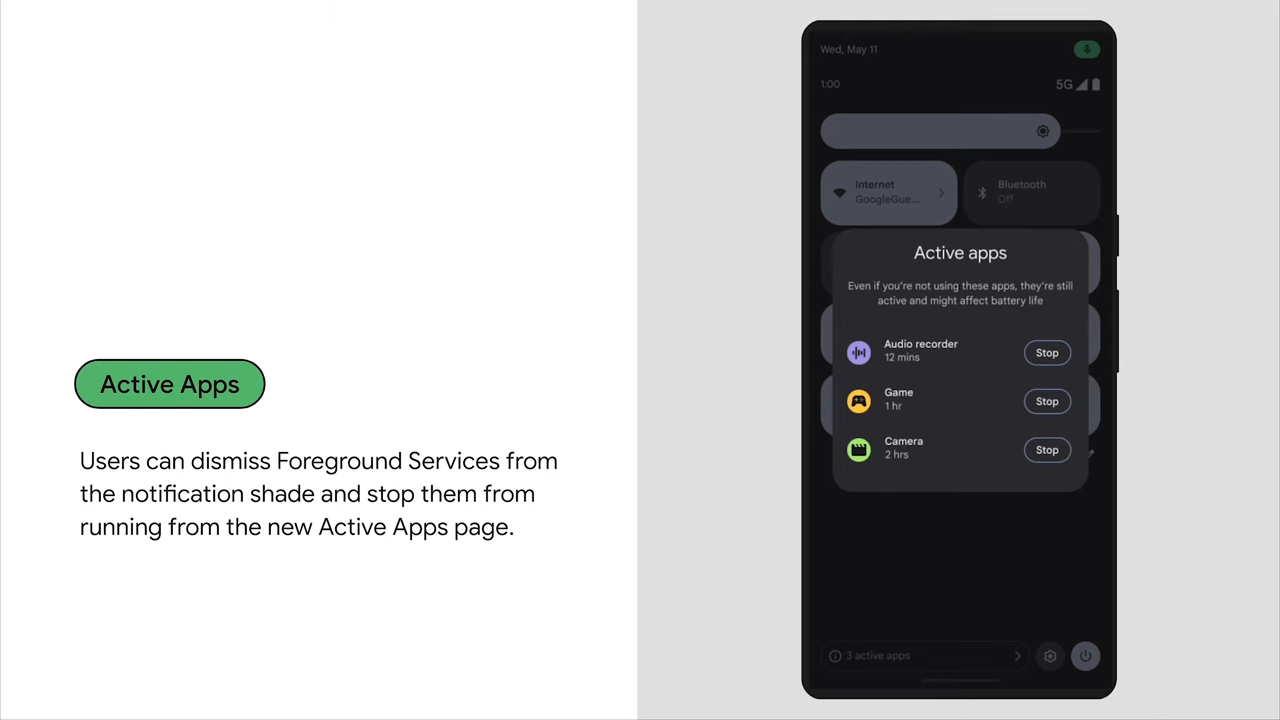 Active Apps
Users can dismiss Foreground Services from
the notification shade and stop them from
running from the new Active Apps page.
Wed, May 11
1:00
5G
Internet
GoogleGue...
Bluetooth
Off
Active apps
Even if you're not using these apps, they're still
active and might affect battery life
Audio recorder
12 mins
Stop
Game
1 hr
Stop
Camera
2 hrs
Stop
3 active apps